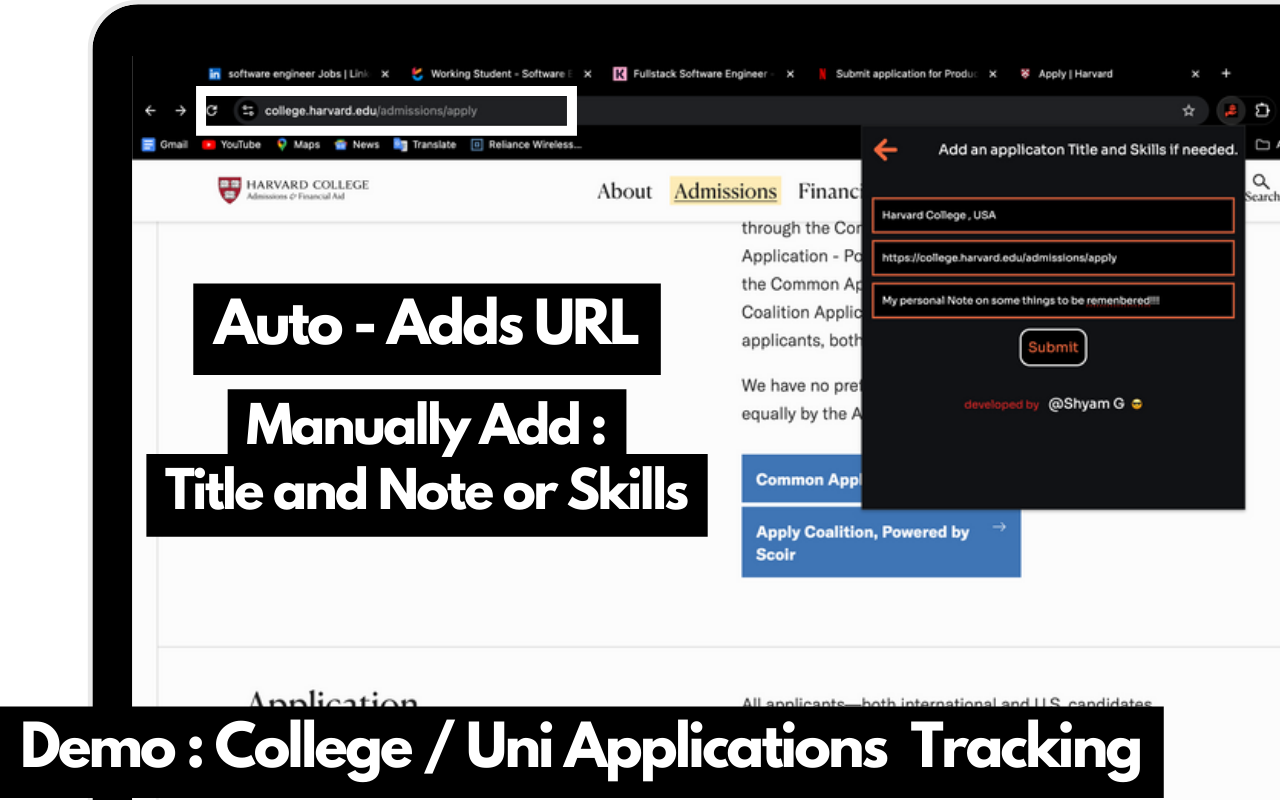 software engineer Jobs | Link
Working Student - Software E
Fullstack Software Engineer -
Submit application for Produc
Apply | Harvard
college.harvard.edu/admissions/apply
Gmail
YouTube
Maps
News
Translate
Reliance Wireless...
HARVARD COLLEGE
Admissions & Financial Aid
About
Admissions
Financi
Search
through the Con
Application - Po
the Common Ap
Coalition Applic
applicants, both
We have no pref
equally by the A
Common Appl
Apply Coalition, Powered by
Scoir
→
Add an applicaton Title and Skills if needed.
Harvard College , USA
https://college.harvard.edu/admissions/apply
My personal Note on some things to be remenbered!!!!
Submit
developed by @Shyam G 😎
Auto - Adds URL
Manually Add :
Title and Note or Skills
Application
All applicants—both international and U.S. candidates
Demo : College / Uni Applications Tracking